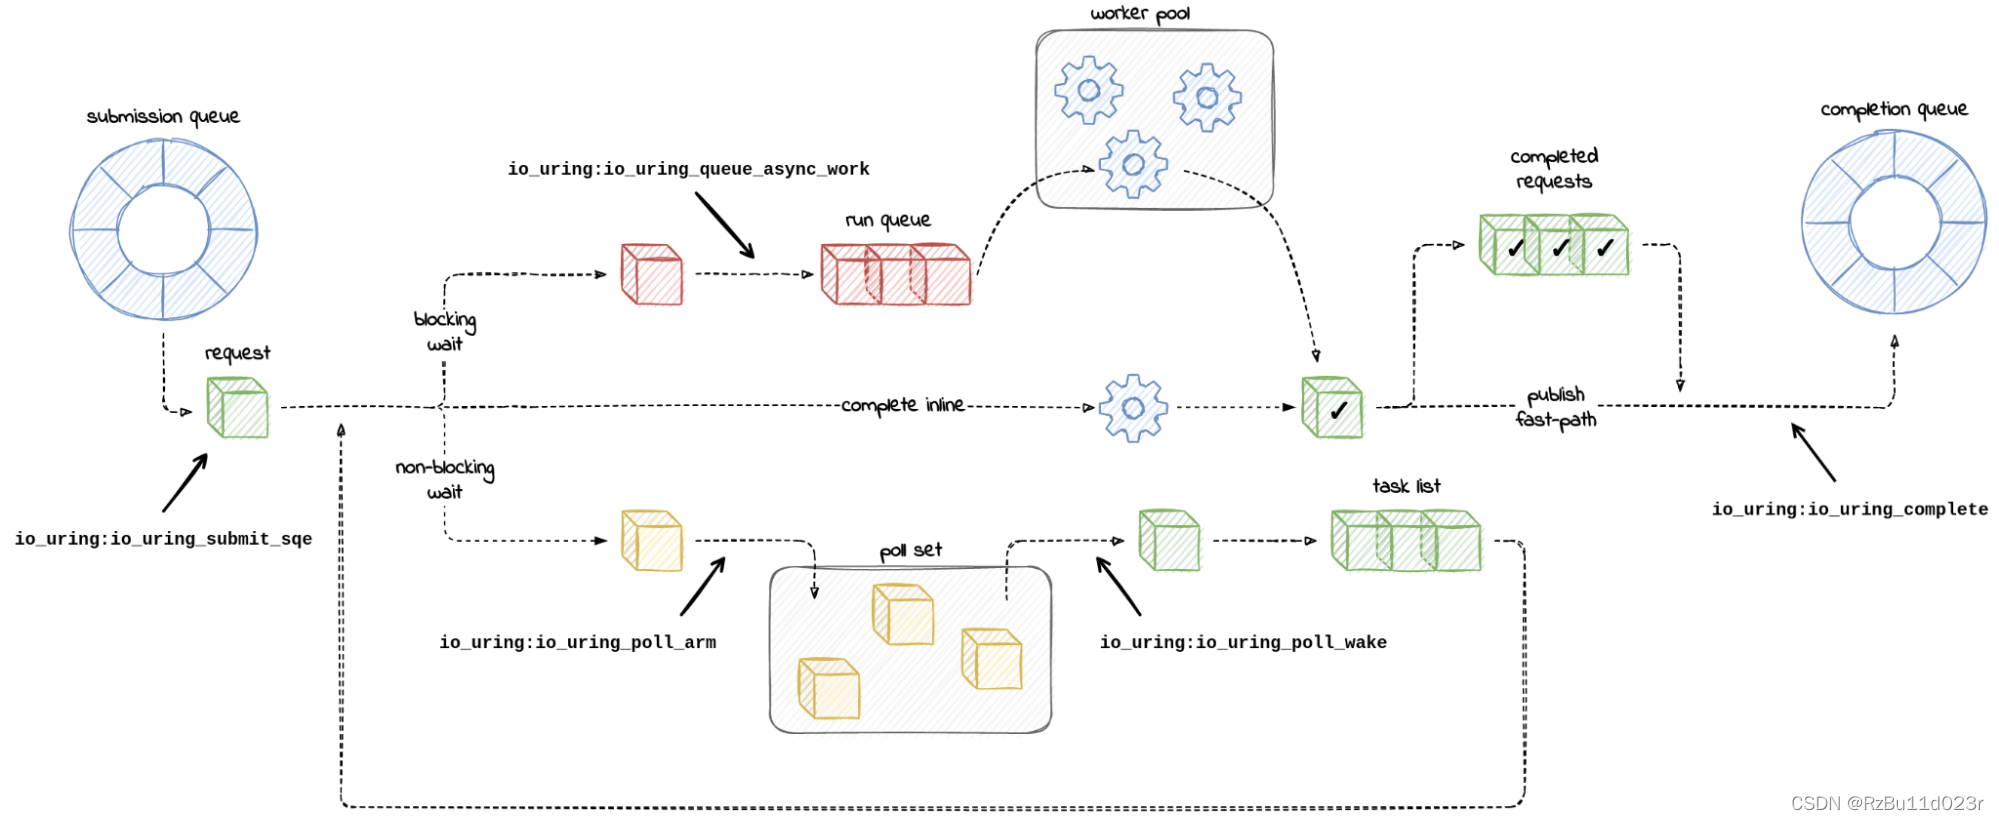 worker pool
submission queue
completion queue
io_uring:io_uring_queue_async_work
completed
requests
run queue
blocking
wait
request
complete inline
publish
fast-path
non-blocking
wait
task list
io_uring:io_uring_submit_sqe
io_uring:io_uring_complete
poll set
io_uring:io_uring_poll_arm
io_uring:io_uring_poll_wake
CSDN @RzBu11d023r